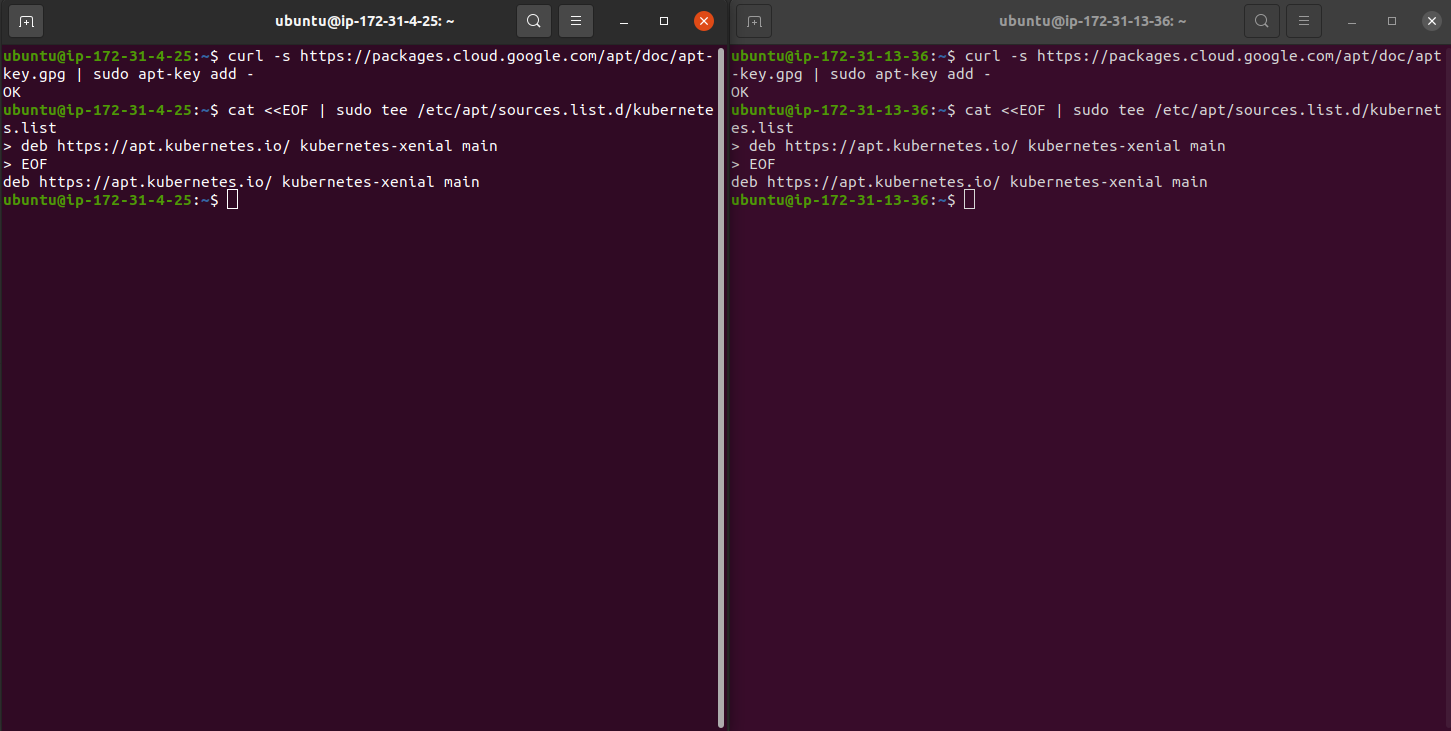 ubuntu@ip-172-31-4-25: ~
ubuntu@ip-172-31-4-25:~$ curl -s https://packages.cloud.google.com/apt/doc/apt-
key.gpg | sudo apt-key add -
OK
ubuntu@ip-172-31-4-25:~$ cat <<EOF | sudo tee /etc/apt/sources.list.d/kubernete
s.list
> deb https://apt.kubernetes.io/ kubernetes-xenial main
> EOF
deb https://apt.kubernetes.io/ kubernetes-xenial main
ubuntu@ip-172-31-4-25:~$
ubuntu@ip-172-31-13-36: ~
ubuntu@ip-172-31-13-36:~$ curl -s https://packages.cloud.google.com/apt/doc/apt
-key.gpg | sudo apt-key add -
OK
ubuntu@ip-172-31-13-36:~$ cat <<EOF | sudo tee /etc/apt/sources.list.d/kubernet
es.list
> deb https://apt.kubernetes.io/ kubernetes-xenial main
> EOF
deb https://apt.kubernetes.io/ kubernetes-xenial main
ubuntu@ip-172-31-13-36:~$